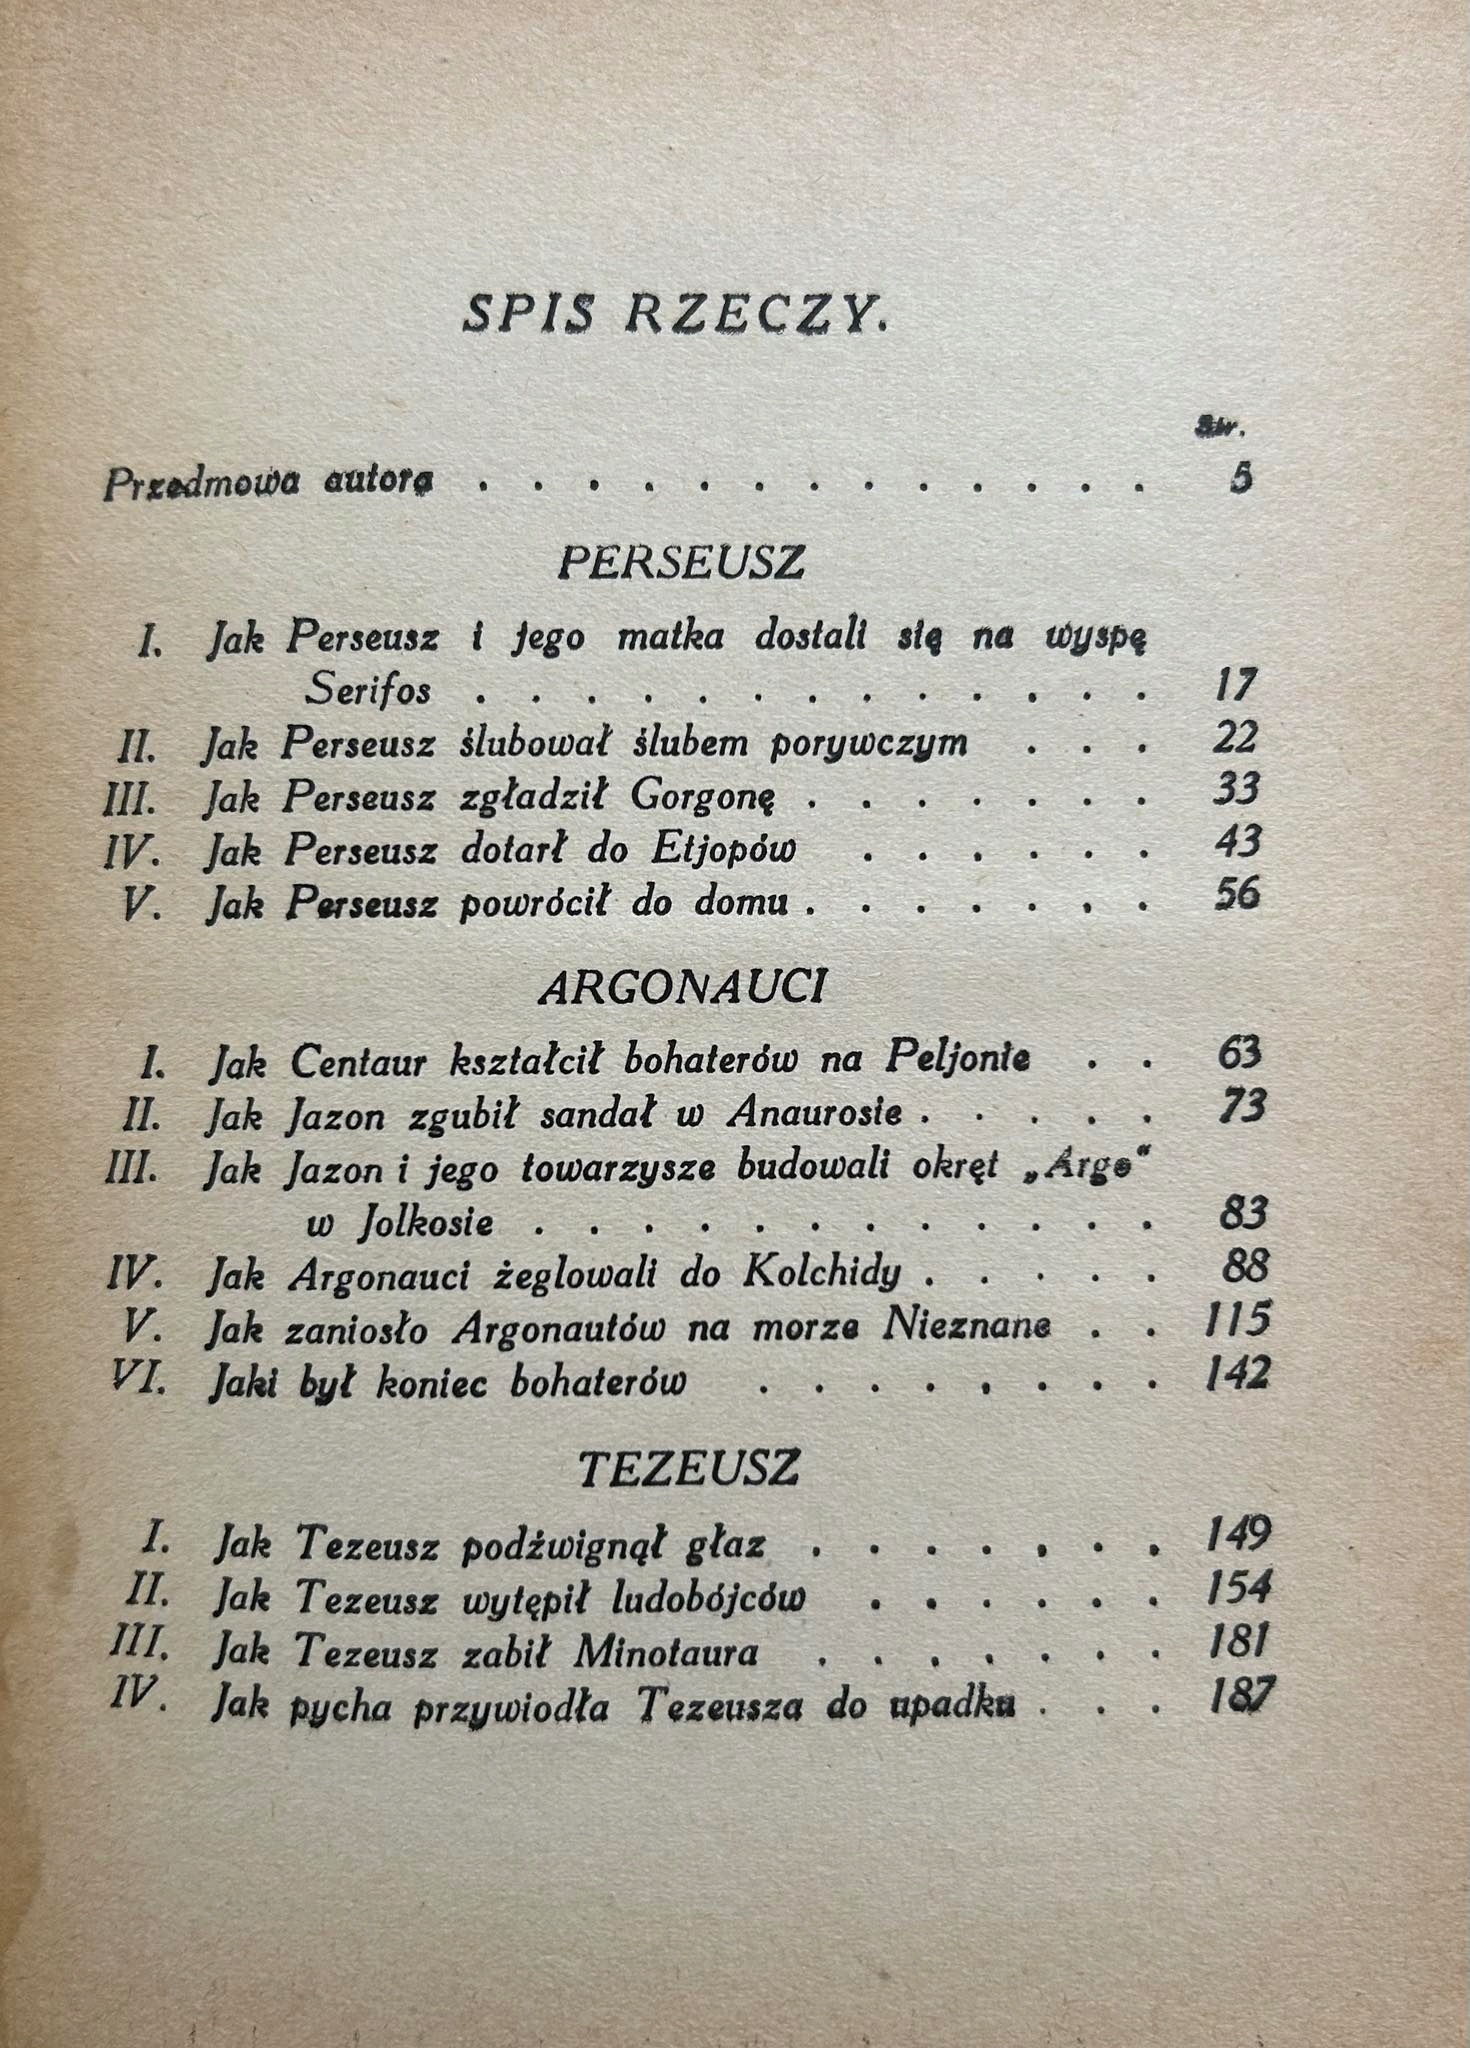 SPIS RZECZY.
Str.
Przedmowa autora . . . . . . . . . . . . . 5
PERSEUSZ
I. Jak Perseusz i jego matka dostali się na wyspę
Serifos . . . . . . . . . . . . . 17
II. Jak Perseusz ślubował ślubem porywczym . . . 22
III. Jak Perseusz zgładził Gorgonę . . . . . . . 33
IV. Jak Perseusz dotarł do Etjopów . . . . . . 43
V. Jak Perseusz powrócił do domu . . . . . . . 56
ARGONAUCI
I. Jak Centaur kształcił bohaterów na Peljonie . . 63
II. Jak Jazon zgubił sandał w Anaurosie . . . . . 73
III. Jak Jazon i jego towarzysze budowali okręt „Argo“
w Jolkosie . . . . . . . . . . . . 83
IV. Jak Argonauci żeglowali do Kolchidy . . . . . 88
V. Jak zaniosło Argonautów na morze Nieznane . . 115
VI. Jaki był koniec bohaterów . . . . . . . . 142
TEZEUSZ
I. Jak Tezeusz podźwignął głaz . . . . . . . 149
II. Jak Tezeusz wytępił ludobójców . . . . . . 154
III. Jak Tezeusz zabił Minotaura . . . . . . . 181
IV. Jak pycha przywiodła Tezeusza do upadku . . . 187